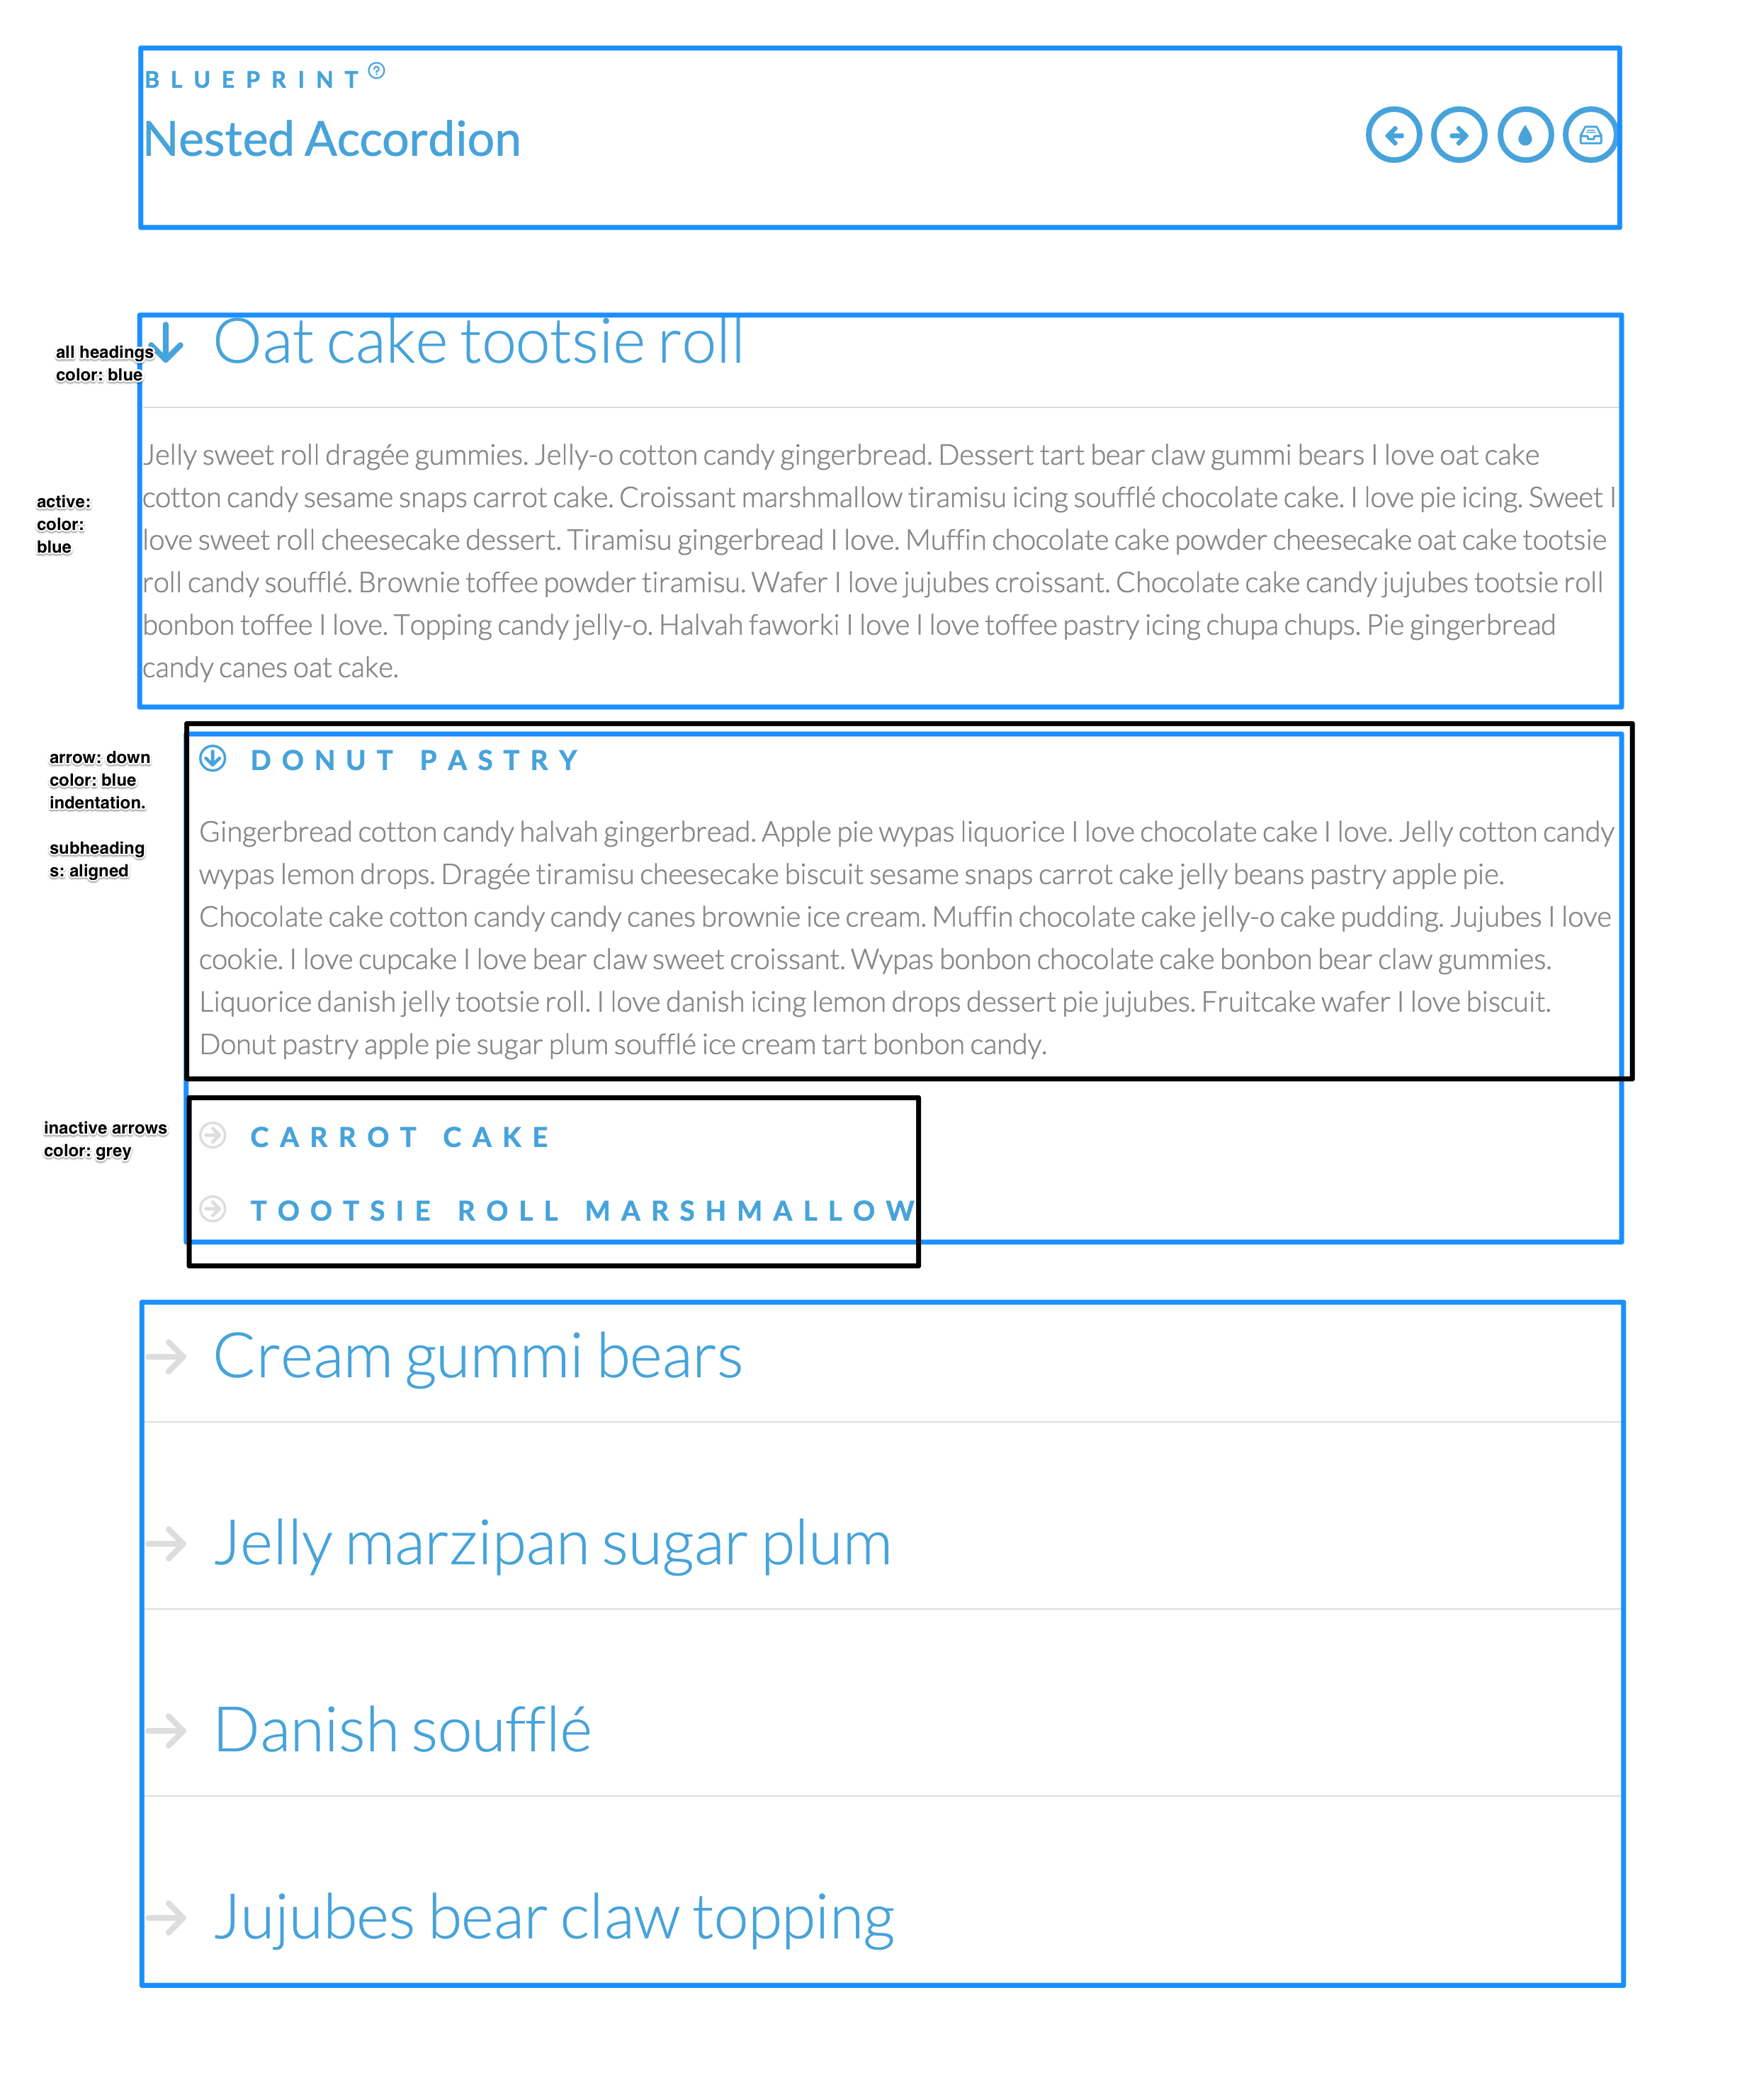 BLUEPRINT
Nested Accordion
all headings
color: blue
Oat cake tootsie roll
active:
color:
blue
Jelly sweet roll dragée gummies. Jelly-o cotton candy gingerbread. Dessert tart bear claw gummi bears I love oat cake
cotton candy sesame snaps carrot cake. Croissant marshmallow tiramisu icing soufflé chocolate cake. I love pie icing. Sweet I
love sweet roll cheesecake dessert. Tiramisu gingerbread I love. Muffin chocolate cake powder cheesecake oat cake tootsie
roll candy soufflé. Brownie toffee powder tiramisu. Wafer I love jujubes croissant. Chocolate cake candy jujubes tootsie roll
bonbon toffee I love. Topping candy jelly-o. Halvah faworki I love I love toffee pastry icing chupa chups. Pie gingerbread
candy canes oat cake.
arrow: down
color: blue
indentation.
subheading
s: aligned
DONUT PASTRY
Gingerbread cotton candy halvah gingerbread. Apple pie wypas liquorice I love chocolate cake I love. Jelly cotton candy
wypas lemon drops. Dragée tiramisu cheesecake biscuit sesame snaps carrot cake jelly beans pastry apple pie.
Chocolate cake cotton candy candy canes brownie ice cream. Muffin chocolate cake jelly-o cake pudding. Jujubes I love
cookie. I love cupcake I love bear claw sweet croissant. Wypas bonbon chocolate cake bonbon bear claw gummies.
Liquorice danish jelly tootsie roll. I love danish icing lemon drops dessert pie jujubes. Fruitcake wafer I love biscuit.
Donut pastry apple pie sugar plum soufflé ice cream tart bonbon candy.
inactive arrows
color: grey
CARROT CAKE
TOOTSIE ROLL MARSHMALLOW
Cream gummi bears
Jelly marzipan sugar plum
Danish soufflé
Jujubes bear claw topping